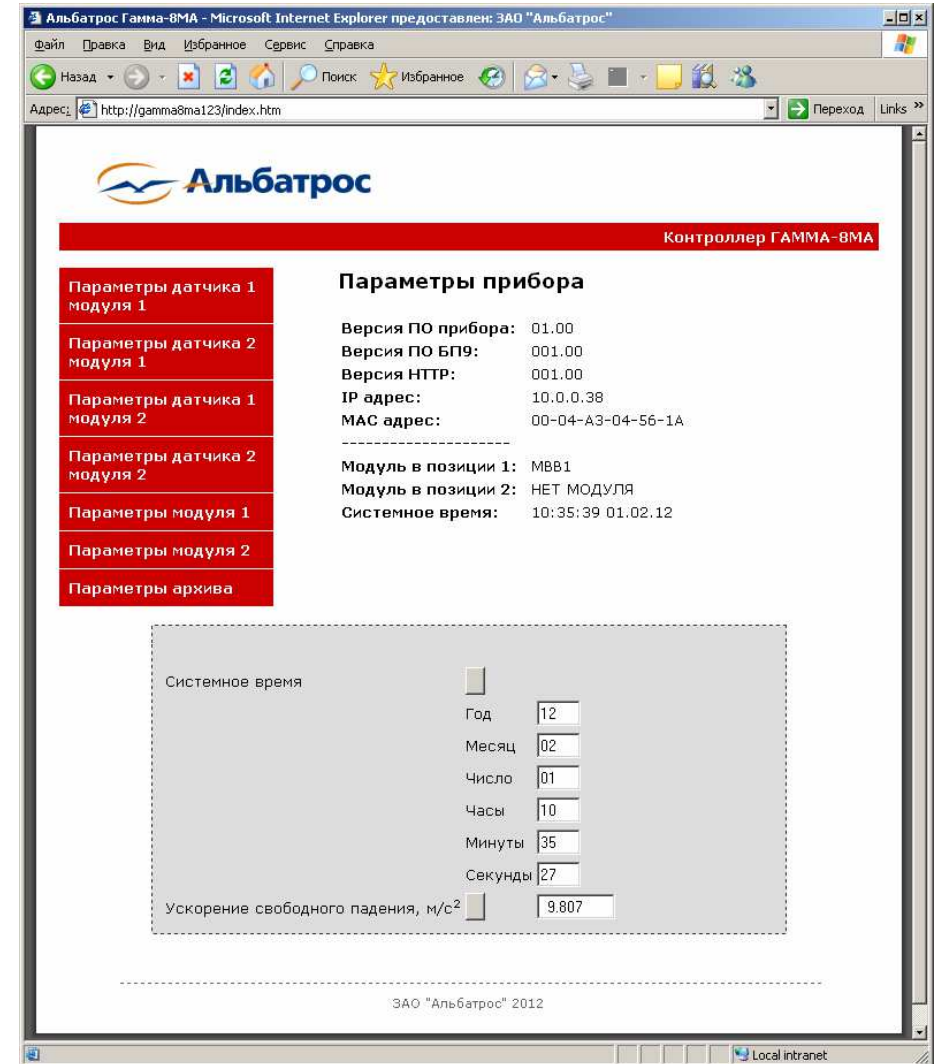 Альбатрос Гамма-8МА - Microsoft Internet Explorer предоставлен: ЗАО "Альбатрос"
Файл Правка Вид Избранное Сервис Справка
Назад Поиск Избранное
Адрес: http://gamma8ma123/index.htm Переход Links »
Альбатрос
Контроллер ГАММА-8МА
Параметры датчика 1
модуля 1
Параметры датчика 2
модуля 1
Параметры датчика 1
модуля 2
Параметры датчика 2
модуля 2
Параметры модуля 1
Параметры модуля 2
Параметры архива
Параметры прибора
Версия ПО прибора: 01.00
Версия ПО БП9: 001.00
Версия HTTP: 001.00
IP адрес: 10.0.0.38
MAC адрес: 00-04-A3-04-56-1A
---------------------
Модуль в позиции 1: МВВ1
Модуль в позиции 2: НЕТ МОДУЛЯ
Системное время: 10:35:39 01.02.12
Системное время
Год 12
Месяц 02
Число 01
Часы 10
Минуты 35
Секунды 27
Ускорение свободного падения, м/с² 9.807
ЗАО "Альбатрос" 2012
Local intranet